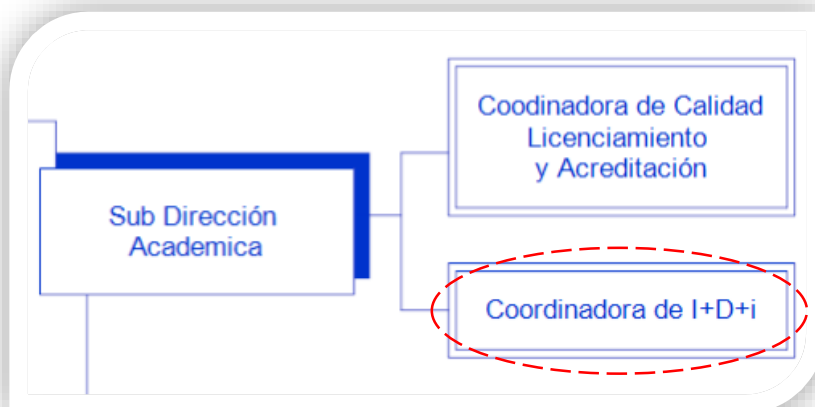 Sub Dirección
Academica
Coodinadora de Calidad
Licenciamiento
y Acreditación
Coordinadora de I+D+i